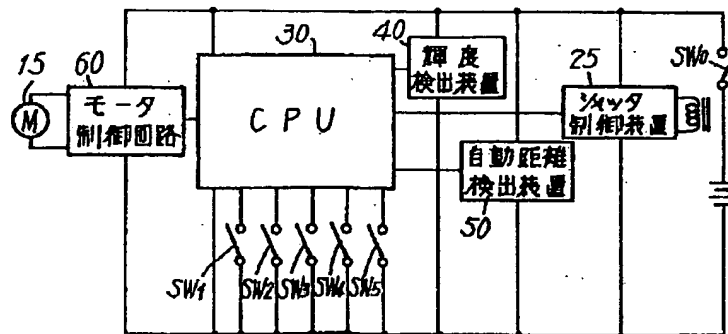 15
M
60
モータ
制御回路
30
CPU
40
輝度
検出装置
自動距離
検出装置
50
25
シャッタ
制御装置
SW0
SW1
SW2
SW3
SW4
SW5